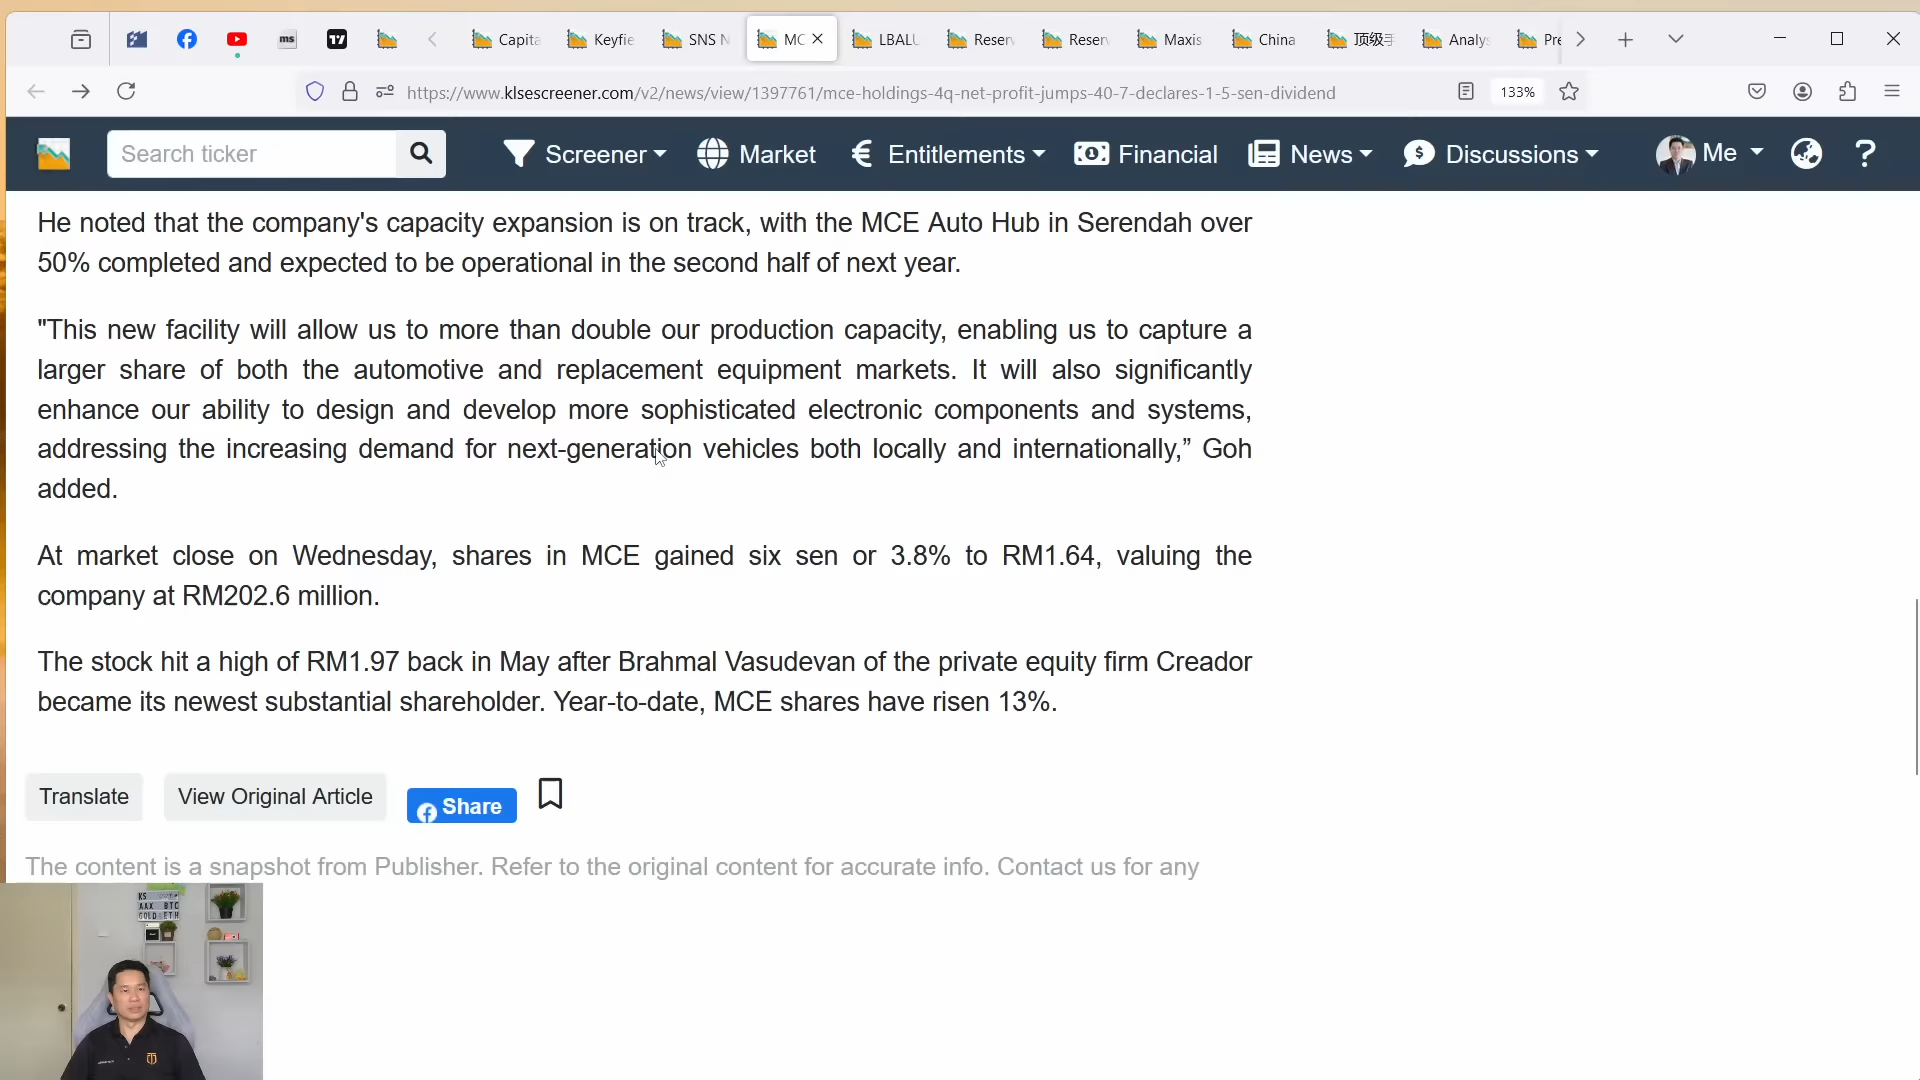 ms
Capita
Keyfie
SNS N
MC
LBALU
Reserv
Reserv
Maxis
China
顶级手
Analys
Pre
https://www.klsescreener.com/v2/news/view/1397761/mce-holdings-4q-net-profit-jumps-40-7-declares-1-5-sen-dividend
133%
Search ticker
Screener
Market
Entitlements
Financial
News
Discussions
Me
?
He noted that the company's capacity expansion is on track, with the MCE Auto Hub in Serendah over
50% completed and expected to be operational in the second half of next year.
"This new facility will allow us to more than double our production capacity, enabling us to capture a
larger share of both the automotive and replacement equipment markets. It will also significantly
enhance our ability to design and develop more sophisticated electronic components and systems,
addressing the increasing demand for next-generation vehicles both locally and internationally,” Goh
added.
At market close on Wednesday, shares in MCE gained six sen or 3.8% to RM1.64, valuing the
company at RM202.6 million.
The stock hit a high of RM1.97 back in May after Brahmal Vasudevan of the private equity firm Creador
became its newest substantial shareholder. Year-to-date, MCE shares have risen 13%.
Translate
View Original Article
Share
The content is a snapshot from Publisher. Refer to the original content for accurate info. Contact us for any
KS
AAX BTC
GOLD ETH